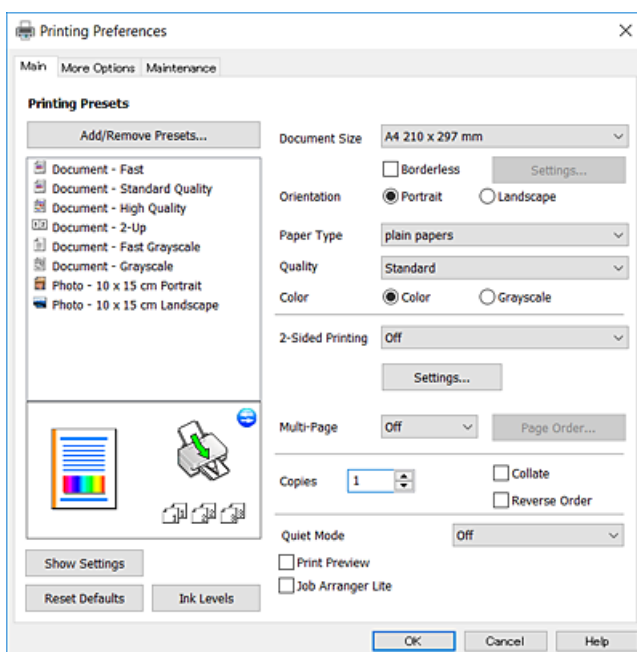 Printing Preferences
Main More Options Maintenance
Printing Presets
Add/Remove Presets...
Document - Fast
Document - Standard Quality
Document - High Quality
Document - 2-Up
Document - Fast Grayscale
Document - Grayscale
Photo - 10 x 15 cm Portrait
Photo - 10 x 15 cm Landscape
Show Settings
Reset Defaults Ink Levels
Document Size A4 210 x 297 mm
Borderless Settings...
Orientation Portrait Landscape
Paper Type plain papers
Quality Standard
Color Color Grayscale
2-Sided Printing Off
Settings...
Multi-Page Off Page Order...
Copies 1 Collate
Reverse Order
Quiet Mode Off
Print Preview
Job Arranger Lite
OK Cancel Help